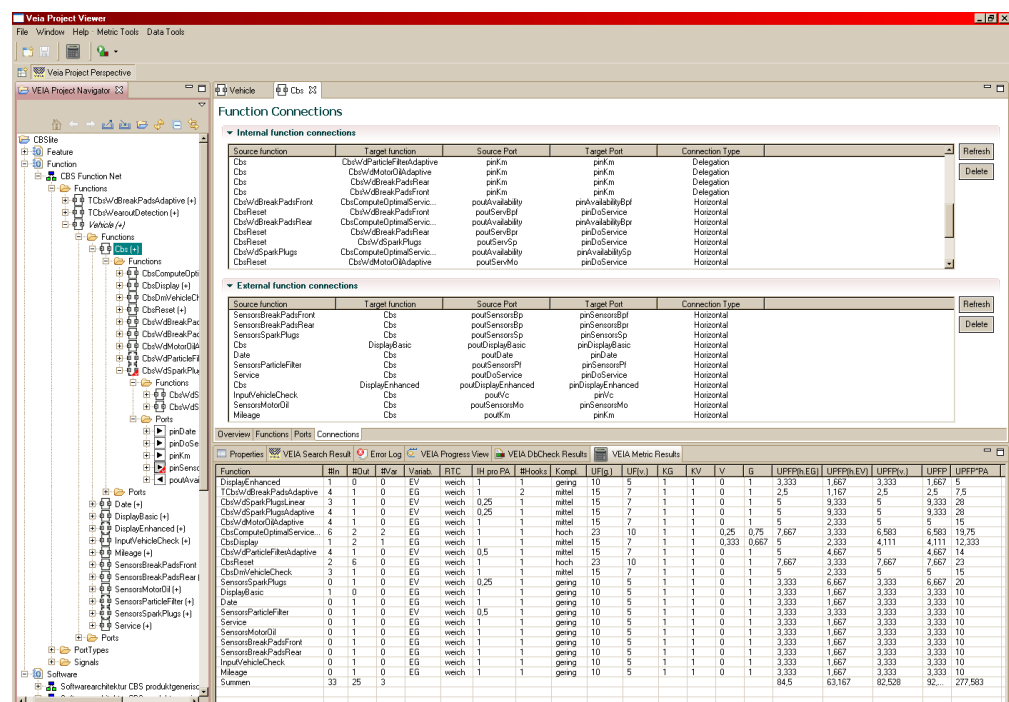 Veia Project Viewer
File Window Help Metric Tools Data Tools
Veia Project Perspective
VEIA Project Navigator
CBSlite
Feature
Function
CBS Function Net
Functions
TCbsWdBreakPadsAdaptive (+)
TCbsWearoutDetection (+)
Vehicle (+)
Functions
Cbs (+)
Functions
CbsComputeOpti
CbsDisplay (+)
CbsDmVehicleCh
CbsReset (+)
CbsWdBreakPac
CbsWdBreakPac
CbsWdMotorOilA
CbsWdParticleFil
CbsWdSparkPlu
Functions
CbsWdS
CbsWdS
Ports
pinDate
pinDoSe
pinKm
pinSenso
poutAvai
Ports
Date (+)
DisplayBasic (+)
DisplayEnhanced (+)
InputVehicleCheck (+)
Mileage (+)
SensorsBreakPadsFront
SensorsBreakPadsRear (
SensorsMotorOil (+)
SensorsParticleFilter (+)
SensorsSparkPlugs (+)
Service (+)
Ports
PortTypes
Signals
Software
Softwarearchitektur CBS produktgenerisc
Vehicle Cbs
Function Connections
Internal function connections
Source function Target function Source Port Target Port Connection Type
Cbs CbsWdParticleFilterAdaptive pinKm pinKm Delegation
Cbs CbsWdMotorOilAdaptive pinKm pinKm Delegation
Cbs CbsWdBreakPadsRear pinKm pinKm Delegation
Cbs CbsWdBreakPadsFront pinKm pinKm Delegation
CbsWdBreakPadsFront CbsComputeOptimalServic... poutAvailability pinAvailabilityBpf Horizontal
CbsReset CbsWdBreakPadsFront poutServBpf pinDoService Horizontal
CbsWdBreakPadsRear CbsComputeOptimalServic... poutAvailability pinAvailabilityBpr Horizontal
CbsReset CbsWdBreakPadsRear poutServBpr pinDoService Horizontal
CbsReset CbsWdSparkPlugs poutServSp pinDoService Horizontal
CbsWdSparkPlugs CbsComputeOptimalServic... poutAvailability pinAvailabilitySp Horizontal
CbsReset CbsWdMotorOilAdaptive poutServMo pinDoService Horizontal
Refresh
Delete
External function connections
Source function Target function Source Port Target Port Connection Type
SensorsBreakPadsFront Cbs poutSensorsBp pinSensorsBpf Horizontal
SensorsBreakPadsRear Cbs poutSensorsBp pinSensorsBpr Horizontal
SensorsSparkPlugs Cbs poutSensorsSp pinSensorsSp Horizontal
Cbs DisplayBasic poutDisplayBasic pinDisplayBasic Horizontal
Date Cbs poutDate pinDate Horizontal
SensorsParticleFilter Cbs poutSensorsPf pinSensorsPf Horizontal
Service Cbs poutDoService pinDoService Horizontal
Cbs DisplayEnhanced poutDisplayEnhanced pinDisplayEnhanced Horizontal
InputVehicleCheck Cbs poutVc pinVc Horizontal
SensorsMotorOil Cbs poutSensorsMo pinSensorsMo Horizontal
Mileage Cbs poutKm pinKm Horizontal
Refresh
Delete
Overview Functions Ports Connections
Properties VEIA Search Result Error Log VEIA Progress View VEIA DbCheck Results VEIA Metric Results
Function #In #Out #Var Variab. RTC IH pro PA #Hooks Kompl. UF(g.) UF(v.) KG KV V G UPFP(h.EG) UPFP(h.EV) UPFP(v.) UPFP UPFP*PA
DisplayEnhanced 1 0 0 EV weich 1 1 gering 10 5 1 1 0 1 3,333 1,667 3,333 1,667 5
TCbsWdBreakPadsAdaptive 4 1 0 EG weich 1 2 mittel 15 7 1 1 0 1 2,5 1,167 2,5 2,5 7,5
CbsWdSparkPlugsLinear 3 1 0 EV weich 0,25 1 mittel 15 7 1 1 0 1 5 9,333 5 9,333 28
CbsWdSparkPlugsAdaptive 4 1 0 EV weich 0,25 1 mittel 15 7 1 1 0 1 5 9,333 5 9,333 28
CbsWdMotorOilAdaptive 4 1 0 EG weich 1 1 mittel 15 7 1 1 0 1 5 2,333 5 5 15
CbsComputeOptimalService... 6 2 2 EG weich 1 1 hoch 23 10 1 1 0,25 0,75 7,667 3,333 6,583 6,583 19,75
CbsDisplay 1 2 1 EG weich 1 1 mittel 15 7 1 1 0,333 0,667 5 2,333 4,111 4,111 12,333
CbsWdParticleFilterAdaptive 4 1 0 EV weich 0,5 1 mittel 15 7 1 1 0 1 5 4,667 5 4,667 14
CbsReset 2 6 0 EG weich 1 1 hoch 23 10 1 1 0 1 7,667 3,333 7,667 7,667 23
CbsDmVehicleCheck 3 1 0 EG weich 1 1 mittel 15 7 1 1 0 1 5 2,333 5 5 15
SensorsSparkPlugs 0 1 0 EV weich 0,25 1 gering 10 5 1 1 0 1 3,333 6,667 3,333 6,667 20
DisplayBasic 1 0 0 EG weich 1 1 gering 10 5 1 1 0 1 3,333 1,667 3,333 3,333 10
Date 0 1 0 EG weich 1 1 gering 10 5 1 1 0 1 3,333 1,667 3,333 3,333 10
SensorsParticleFilter 0 1 0 EV weich 0,5 1 gering 10 5 1 1 0 1 3,333 3,333 3,333 3,333 10
Service 0 1 0 EG weich 1 1 gering 10 5 1 1 0 1 3,333 1,667 3,333 3,333 10
SensorsMotorOil 0 1 0 EG weich 1 1 gering 10 5 1 1 0 1 3,333 1,667 3,333 3,333 10
SensorsBreakPadsFront 0 1 0 EG weich 1 1 gering 10 5 1 1 0 1 3,333 1,667 3,333 3,333 10
SensorsBreakPadsRear 0 1 0 EG weich 1 1 gering 10 5 1 1 0 1 3,333 1,667 3,333 3,333 10
InputVehicleCheck 0 1 0 EG weich 1 1 gering 10 5 1 1 0 1 3,333 1,667 3,333 3,333 10
Mileage 0 1 0 EG weich 1 1 gering 10 5 1 1 0 1 3,333 1,667 3,333 3,333 10
Summen 33 25 3 84,5 63,167 82,528 92,... 277,583